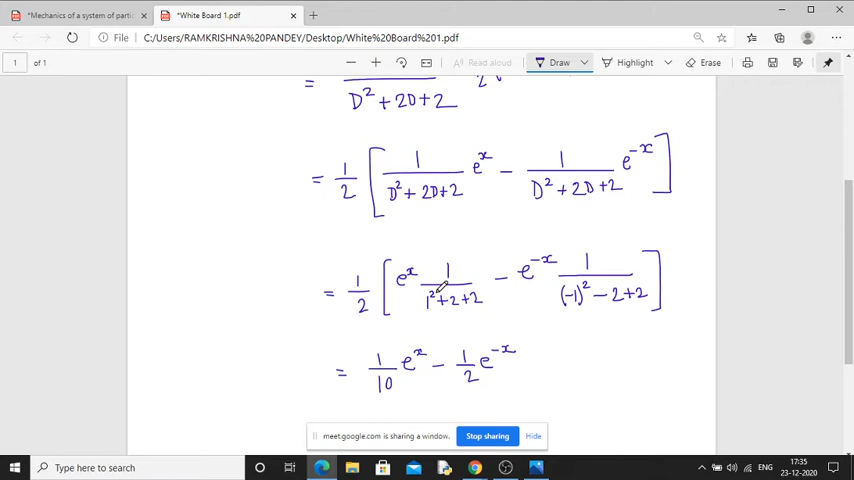 *Mechanics of a system of parti
*White Board 1.pdf
File C:/Users/RAMKRISHNA%20PANDEY/Desktop/White%20Board%201.pdf
1 of 1
Read aloud
Draw
Highlight
Erase
= D² + 2D + 2
= 1/2 [ 1/(D² + 2D + 2) eˣ − 1/(D² + 2D + 2) e⁻ˣ ]
= 1/2 [ eˣ 1/(1² + 2 + 2) − e⁻ˣ 1/((-1)² − 2 + 2) ]
= 1/10 eˣ − 1/2 e⁻ˣ
meet.google.com is sharing a window. Stop sharing Hide
Type here to search
ENG
17:35
23-12-2020